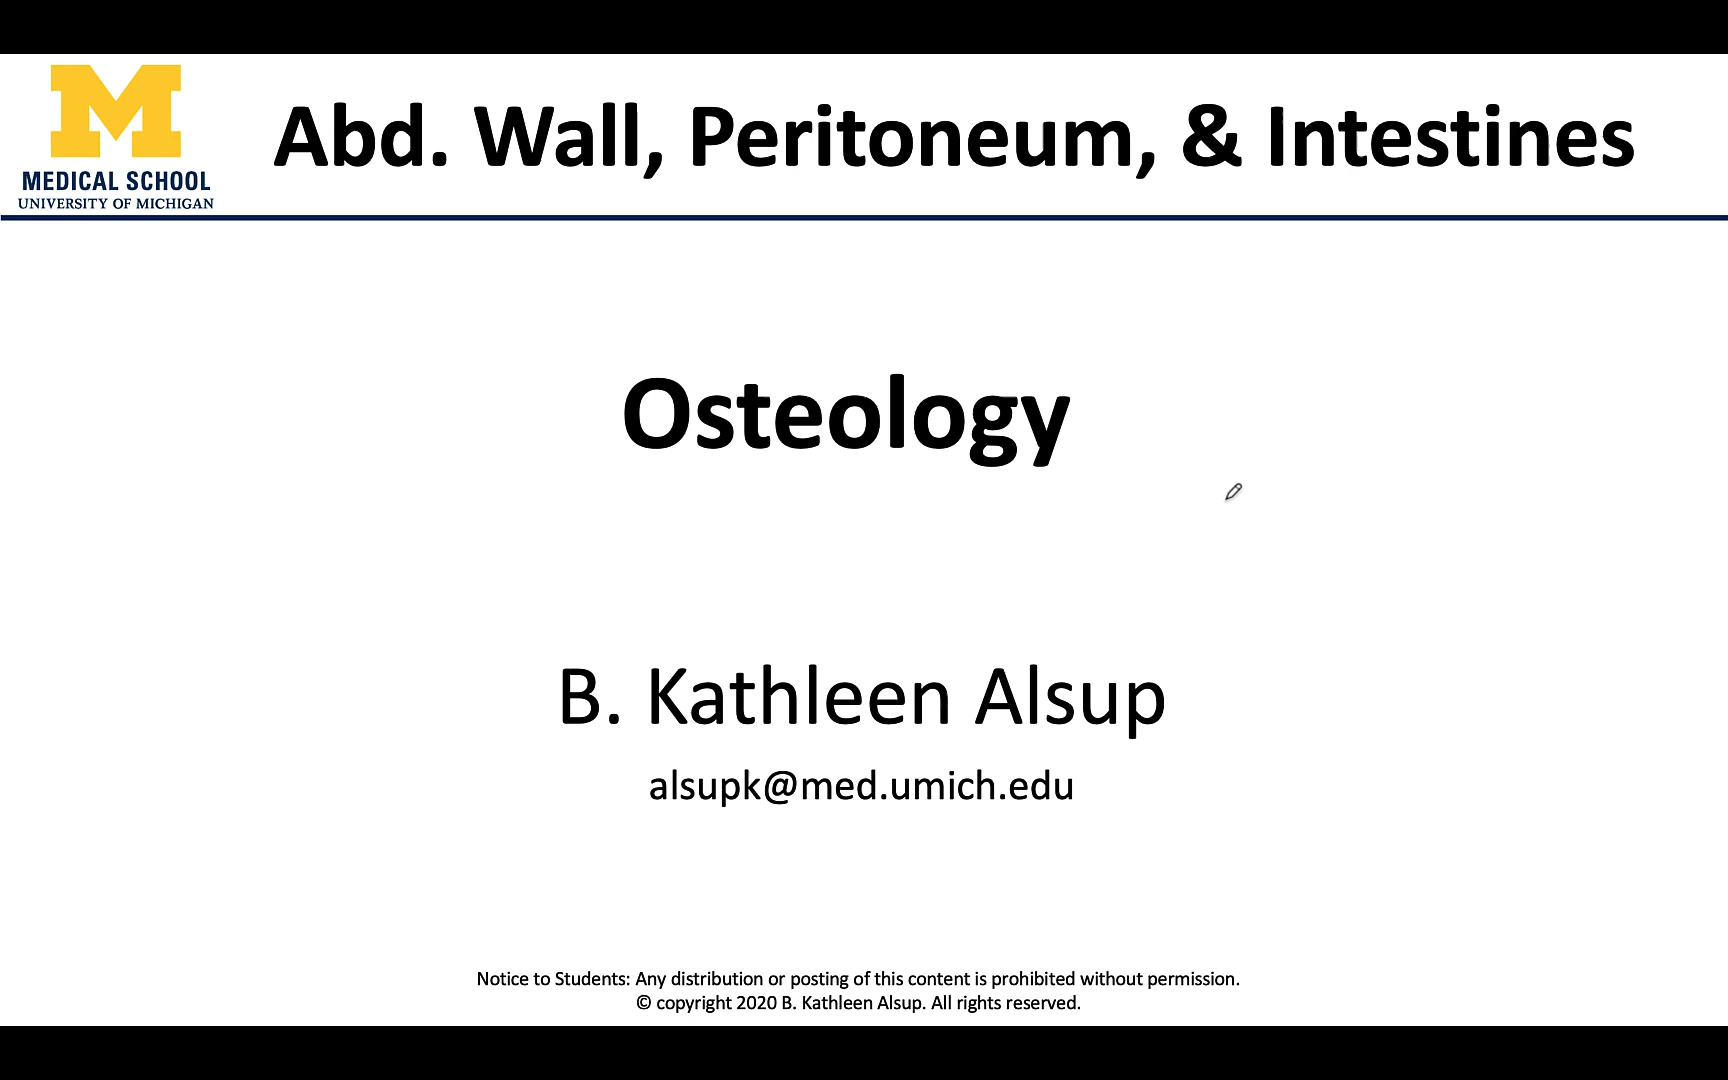 M
MEDICAL SCHOOL
UNIVERSITY OF MICHIGAN
Abd. Wall, Peritoneum, & Intestines
Osteology
B. Kathleen Alsup
alsupk@med.umich.edu
Notice to Students: Any distribution or posting of this content is prohibited without permission.
© copyright 2020 B. Kathleen Alsup. All rights reserved.